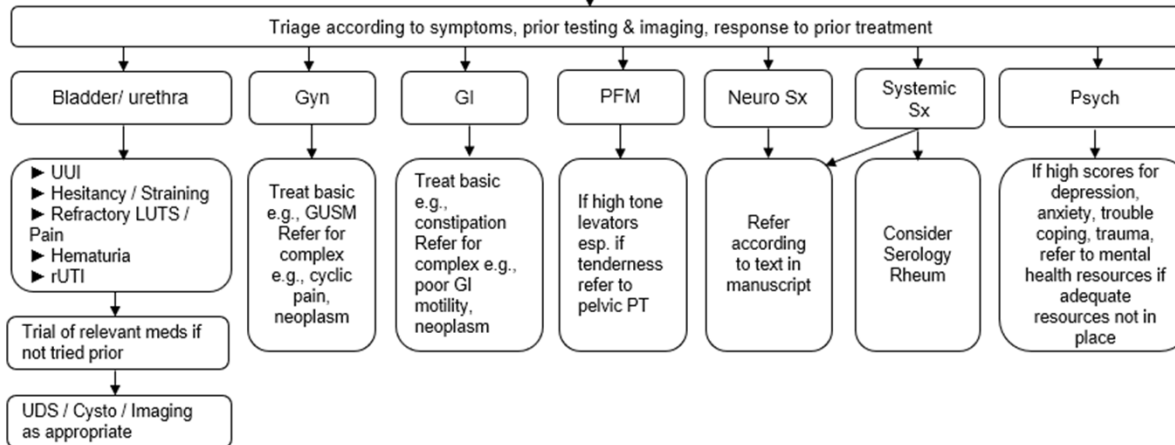 Triage according to symptoms, prior testing & imaging, response to prior treatment
Bladder/ urethra
Gyn
GI
PFM
Neuro Sx
Systemic
Sx
Psych
► UUI
► Hesitancy / Straining
► Refractory LUTS /
Pain
► Hematuria
► rUTI
Treat basic
e.g., GUSM
Refer for
complex
e.g., cyclic
pain,
neoplasm
Treat basic
e.g.,
constipation
Refer for
complex e.g.,
poor GI
motility,
neoplasm
If high tone
levators
esp. if
tenderness
refer to
pelvic PT
Refer
according
to text in
manuscript
Consider
Serology
Rheum
If high scores for
depression,
anxiety, trouble
coping, trauma,
refer to mental
health resources if
adequate
resources not in
place
Trial of relevant meds if
not tried prior
UDS / Cysto / Imaging
as appropriate